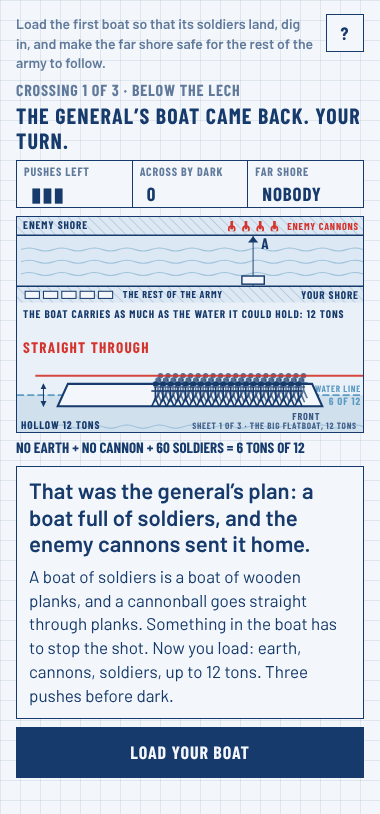 Load the first boat so that its soldiers land, dig
in, and make the far shore safe for the rest of the
army to follow.
?
CROSSING 1 OF 3 · BELOW THE LECH
THE GENERAL'S BOAT CAME BACK. YOUR
TURN.
PUSHES LEFT
ACROSS BY DARK
0
FAR SHORE
NOBODY
ENEMY SHORE
ENEMY CANNONS
A
THE REST OF THE ARMY
YOUR SHORE
THE BOAT CARRIES AS MUCH AS THE WATER IT COULD HOLD: 12 TONS
STRAIGHT THROUGH
WATER LINE
6 OF 12
FRONT
HOLLOW 12 TONS
SHEET 1 OF 3 · THE BIG FLATBOAT, 12 TONS
NO EARTH + NO CANNON + 60 SOLDIERS = 6 TONS OF 12
That was the general's plan: a
boat full of soldiers, and the
enemy cannons sent it home.
A boat of soldiers is a boat of wooden
planks, and a cannonball goes straight
through planks. Something in the boat has
to stop the shot. Now you load: earth,
cannons, soldiers, up to 12 tons. Three
pushes before dark.
LOAD YOUR BOAT